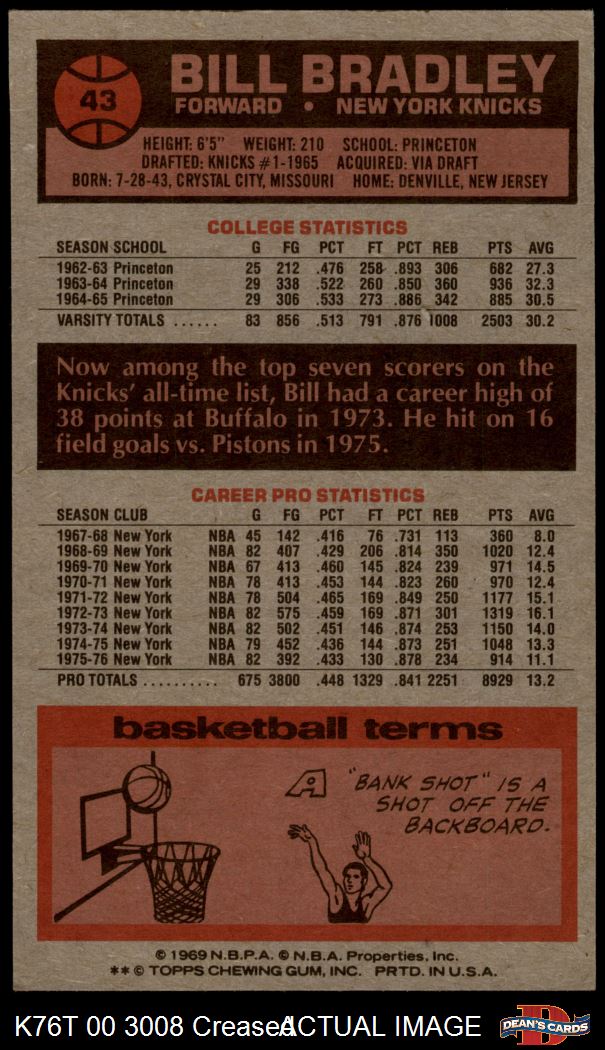 43
BILL BRADLEY
FORWARD • NEW YORK KNICKS
HEIGHT: 6'5" WEIGHT: 210 SCHOOL: PRINCETON
DRAFTED: KNICKS #1-1965 ACQUIRED: VIA DRAFT
BORN: 7-28-43, CRYSTAL CITY, MISSOURI HOME: DENVILLE, NEW JERSEY
COLLEGE STATISTICS
SEASON SCHOOL G FG PCT FT PCT REB PTS AVG
1962-63 Princeton 25 212 .476 258 .893 306 682 27.3
1963-64 Princeton 29 338 .522 260 .850 360 936 32.3
1964-65 Princeton 29 306 .533 273 .886 342 885 30.5
VARSITY TOTALS ...... 83 856 .513 791 .876 1008 2503 30.2
Now among the top seven scorers on the
Knicks' all-time list, Bill had a career high of
38 points at Buffalo in 1973. He hit on 16
field goals vs. Pistons in 1975.
CAREER PRO STATISTICS
SEASON CLUB G FG PCT FT PCT REB PTS AVG
1967-68 New York NBA 45 142 .416 76 .731 113 360 8.0
1968-69 New York NBA 82 407 .429 206 .814 350 1020 12.4
1969-70 New York NBA 67 413 .460 145 .824 239 971 14.5
1970-71 New York NBA 78 413 .453 144 .823 260 970 12.4
1971-72 New York NBA 78 504 .465 169 .849 250 1177 15.1
1972-73 New York NBA 82 575 .459 169 .871 301 1319 16.1
1973-74 New York NBA 82 502 .451 146 .874 253 1150 14.0
1974-75 New York NBA 79 452 .436 144 .873 251 1048 13.3
1975-76 New York NBA 82 392 .433 130 .878 234 914 11.1
PRO TOTALS .......... 675 3800 .448 1329 .841 2251 8929 13.2
basketball terms
A "BANK SHOT" IS A
SHOT OFF THE
BACKBOARD.
© 1969 N.B.P.A. © N.B.A. Properties, Inc.
** © TOPPS CHEWING GUM, INC. PRTD. IN U.S.A.
K76T 00 3008 Creased ACTUAL IMAGE
D
DEAN'S CARDS